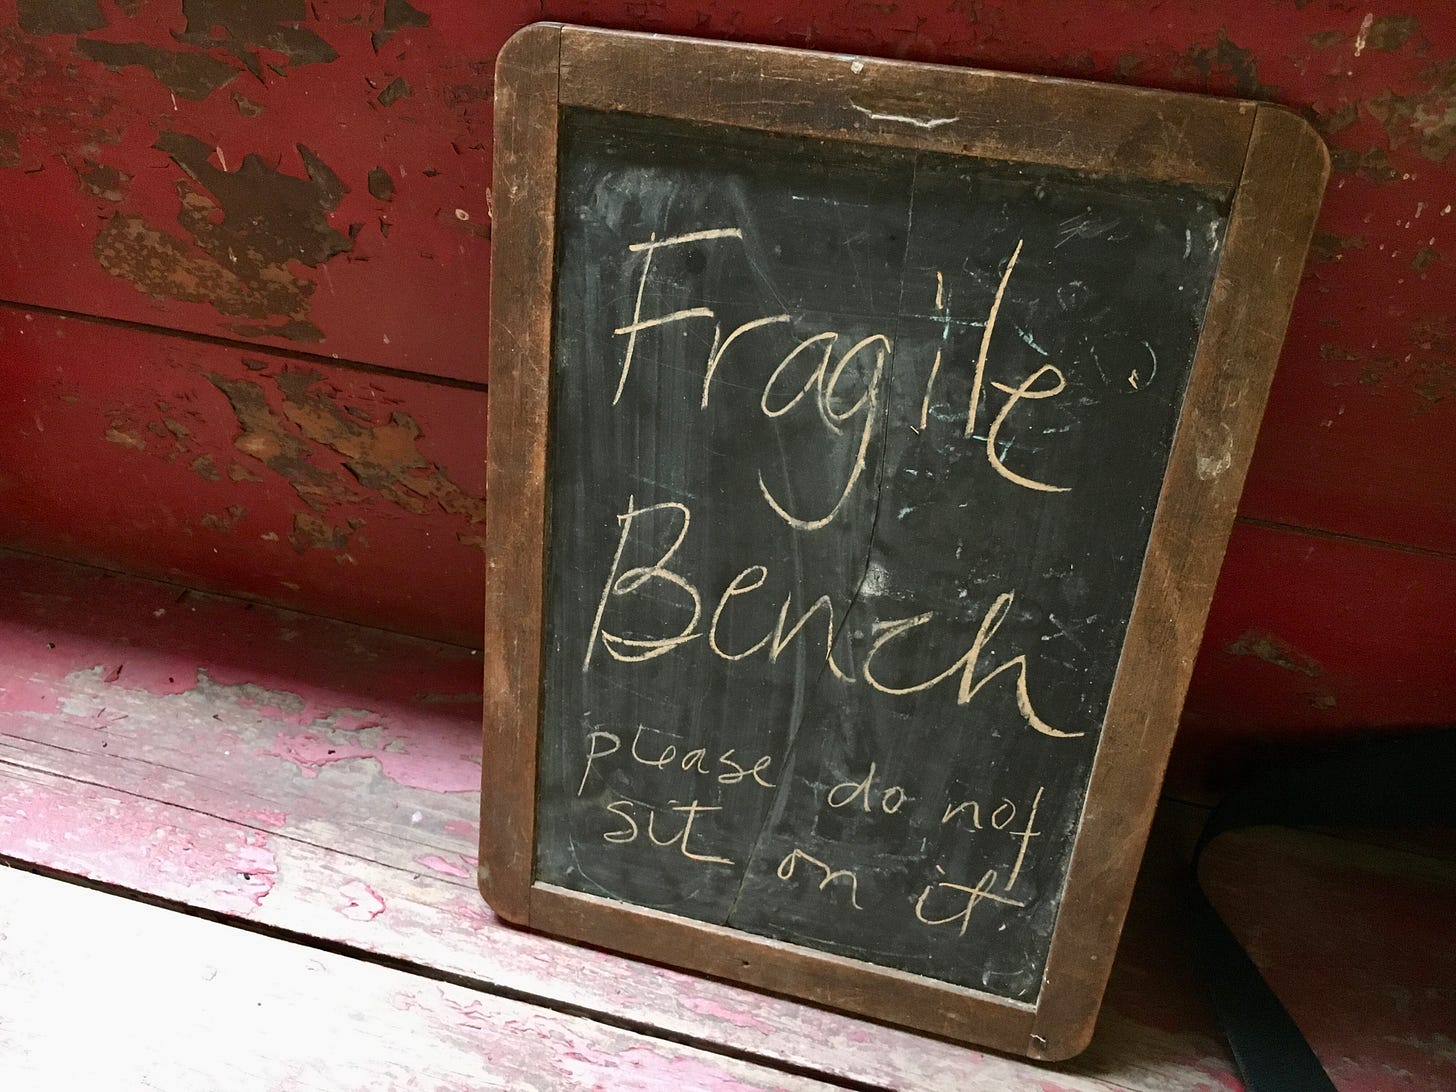 Fragile
Bench
please do not
sit on it